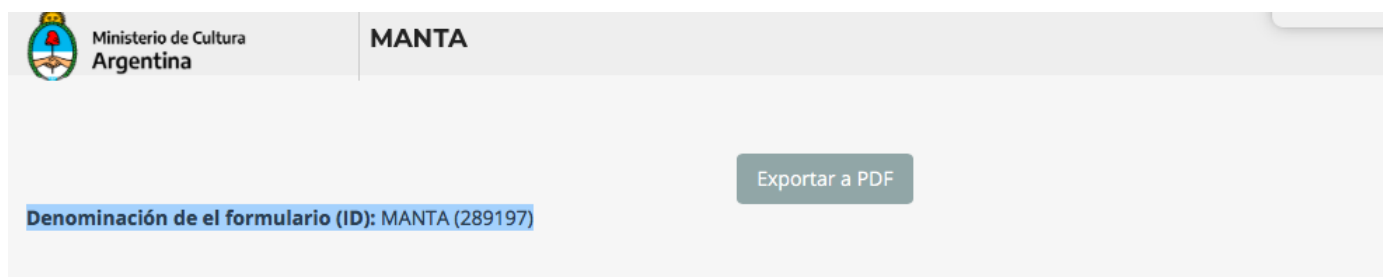 Ministerio de Cultura
Argentina
MANTA
Exportar a PDF
Denominación de el formulario (ID): MANTA (289197)